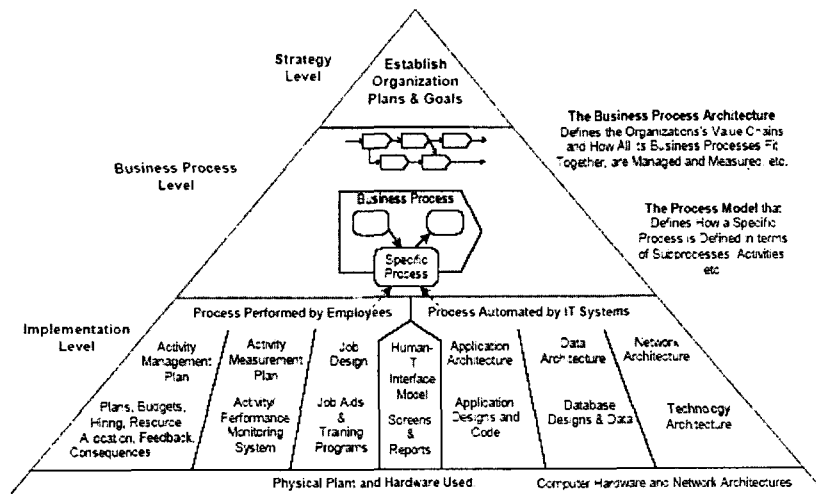 Strategy
Level
Establish
Organization
Plans & Goals
The Business Process Architecture
Defines the Organizations's Value Chains
and How All Its Business Processes Fit
Together, are Managed and Measured, etc.
Business Process
Level
Business Process
Specific
Process
The Process Model that
Defines How a Specific
Process is Defined in terms
of Subprocesses, Activities
etc
Implementation
Level
Process Performed by Employees
Process Automated by IT Systems
Activity
Management
Plan
Activity
Measurement
Plan
Job
Design
Human-
IT
Interface
Model
Application
Architecture
Data
Architecture
Network
Architecture
Plans, Budgets,
Hiring, Resource
Allocation, Feedback,
Consequences
Activity/
Performance
Monitoring
System
Job Aids
&
Training
Programs
Screens
&
Reports
Application
Designs and
Code
Database
Designs & Data
Technology
Architecture
Physical Plant and Hardware Used
Computer Hardware and Network Architectures